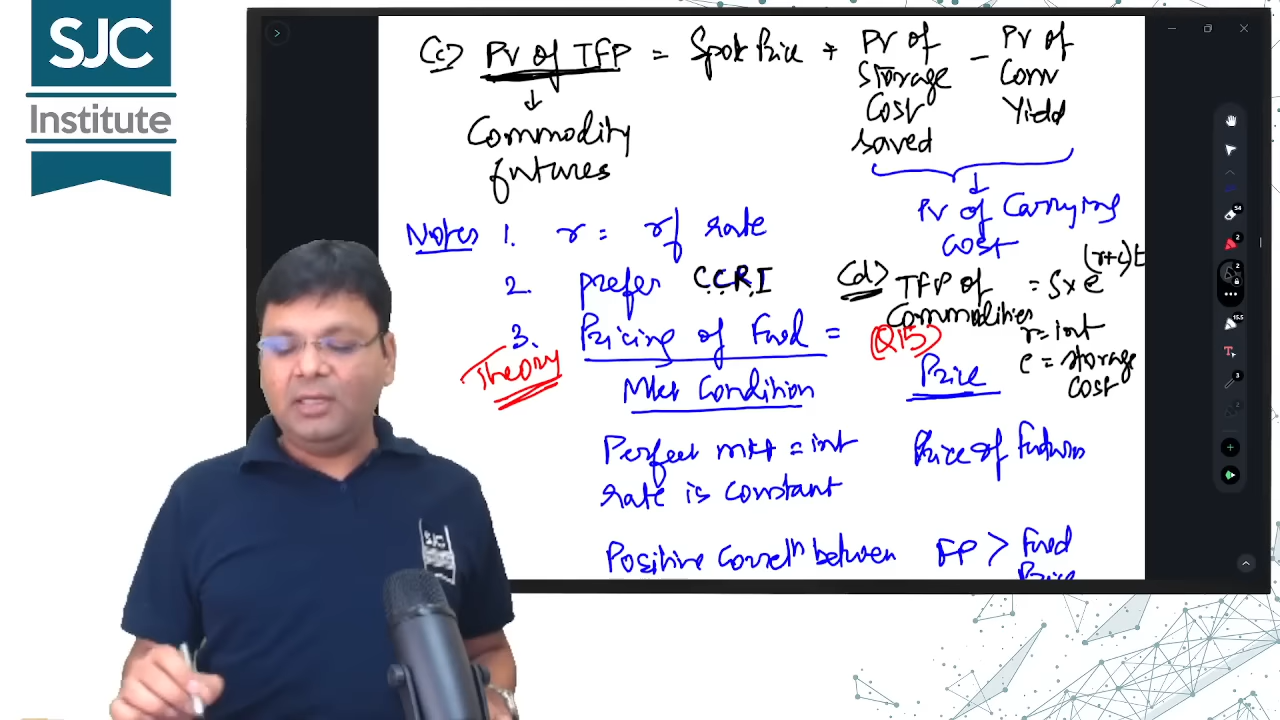 SJC
Institute
(c) PV of TFP = Spot Price + PV of Storage Cost saved - PV of Conv Yield
↓
Commodity futures
↓
PV of Carrying Cost
Notes 1. r = rf rate
2. prefer C.C.R.I
(d) TFP of Commodities = S x e^(r+c)t
r = int
c = storage cost
3. Pricing of Fwd = (Q15)
Theory
Mkt Condition
Price
Perfect mkt = int rate is constant
Price of Futures
Positive Correl^n between
FP > Fwd Price
SJC